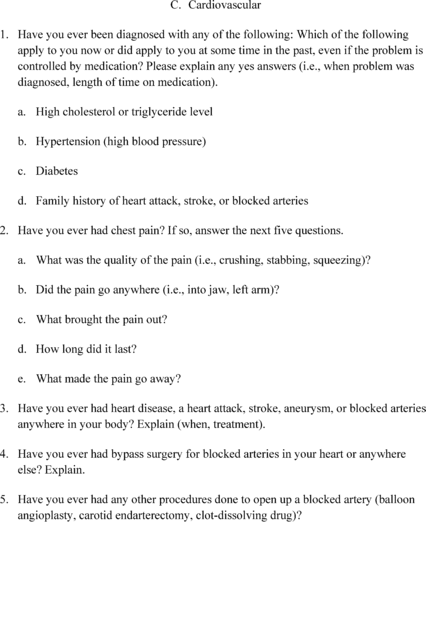 C. Cardiovascular
1. Have you ever been diagnosed with any of the following: Which of the following
apply to you now or did apply to you at some time in the past, even if the problem is
controlled by medication? Please explain any yes answers (i.e., when problem was
diagnosed, length of time on medication).
a. High cholesterol or triglyceride level
b. Hypertension (high blood pressure)
c. Diabetes
d. Family history of heart attack, stroke, or blocked arteries
2. Have you ever had chest pain? If so, answer the next five questions.
a. What was the quality of the pain (i.e., crushing, stabbing, squeezing)?
b. Did the pain go anywhere (i.e., into jaw, left arm)?
c. What brought the pain out?
d. How long did it last?
e. What made the pain go away?
3. Have you ever had heart disease, a heart attack, stroke, aneurysm, or blocked arteries
anywhere in your body? Explain (when, treatment).
4. Have you ever had bypass surgery for blocked arteries in your heart or anywhere
else? Explain.
5. Have you ever had any other procedures done to open up a blocked artery (balloon
angioplasty, carotid endarterectomy, clot-dissolving drug)?